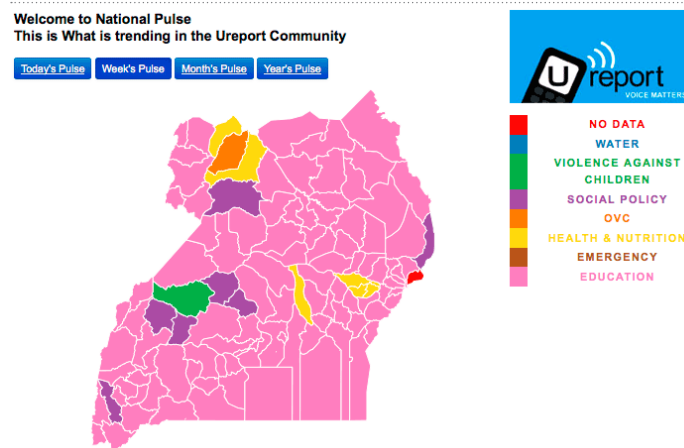 Welcome to National Pulse
This is What is trending in the Ureport Community
Today's Pulse
Week's Pulse
Month's Pulse
Year's Pulse
U report
VOICE MATTERS
NO DATA
WATER
VIOLENCE AGAINST
CHILDREN
SOCIAL POLICY
OVC
HEALTH & NUTRITION
EMERGENCY
EDUCATION